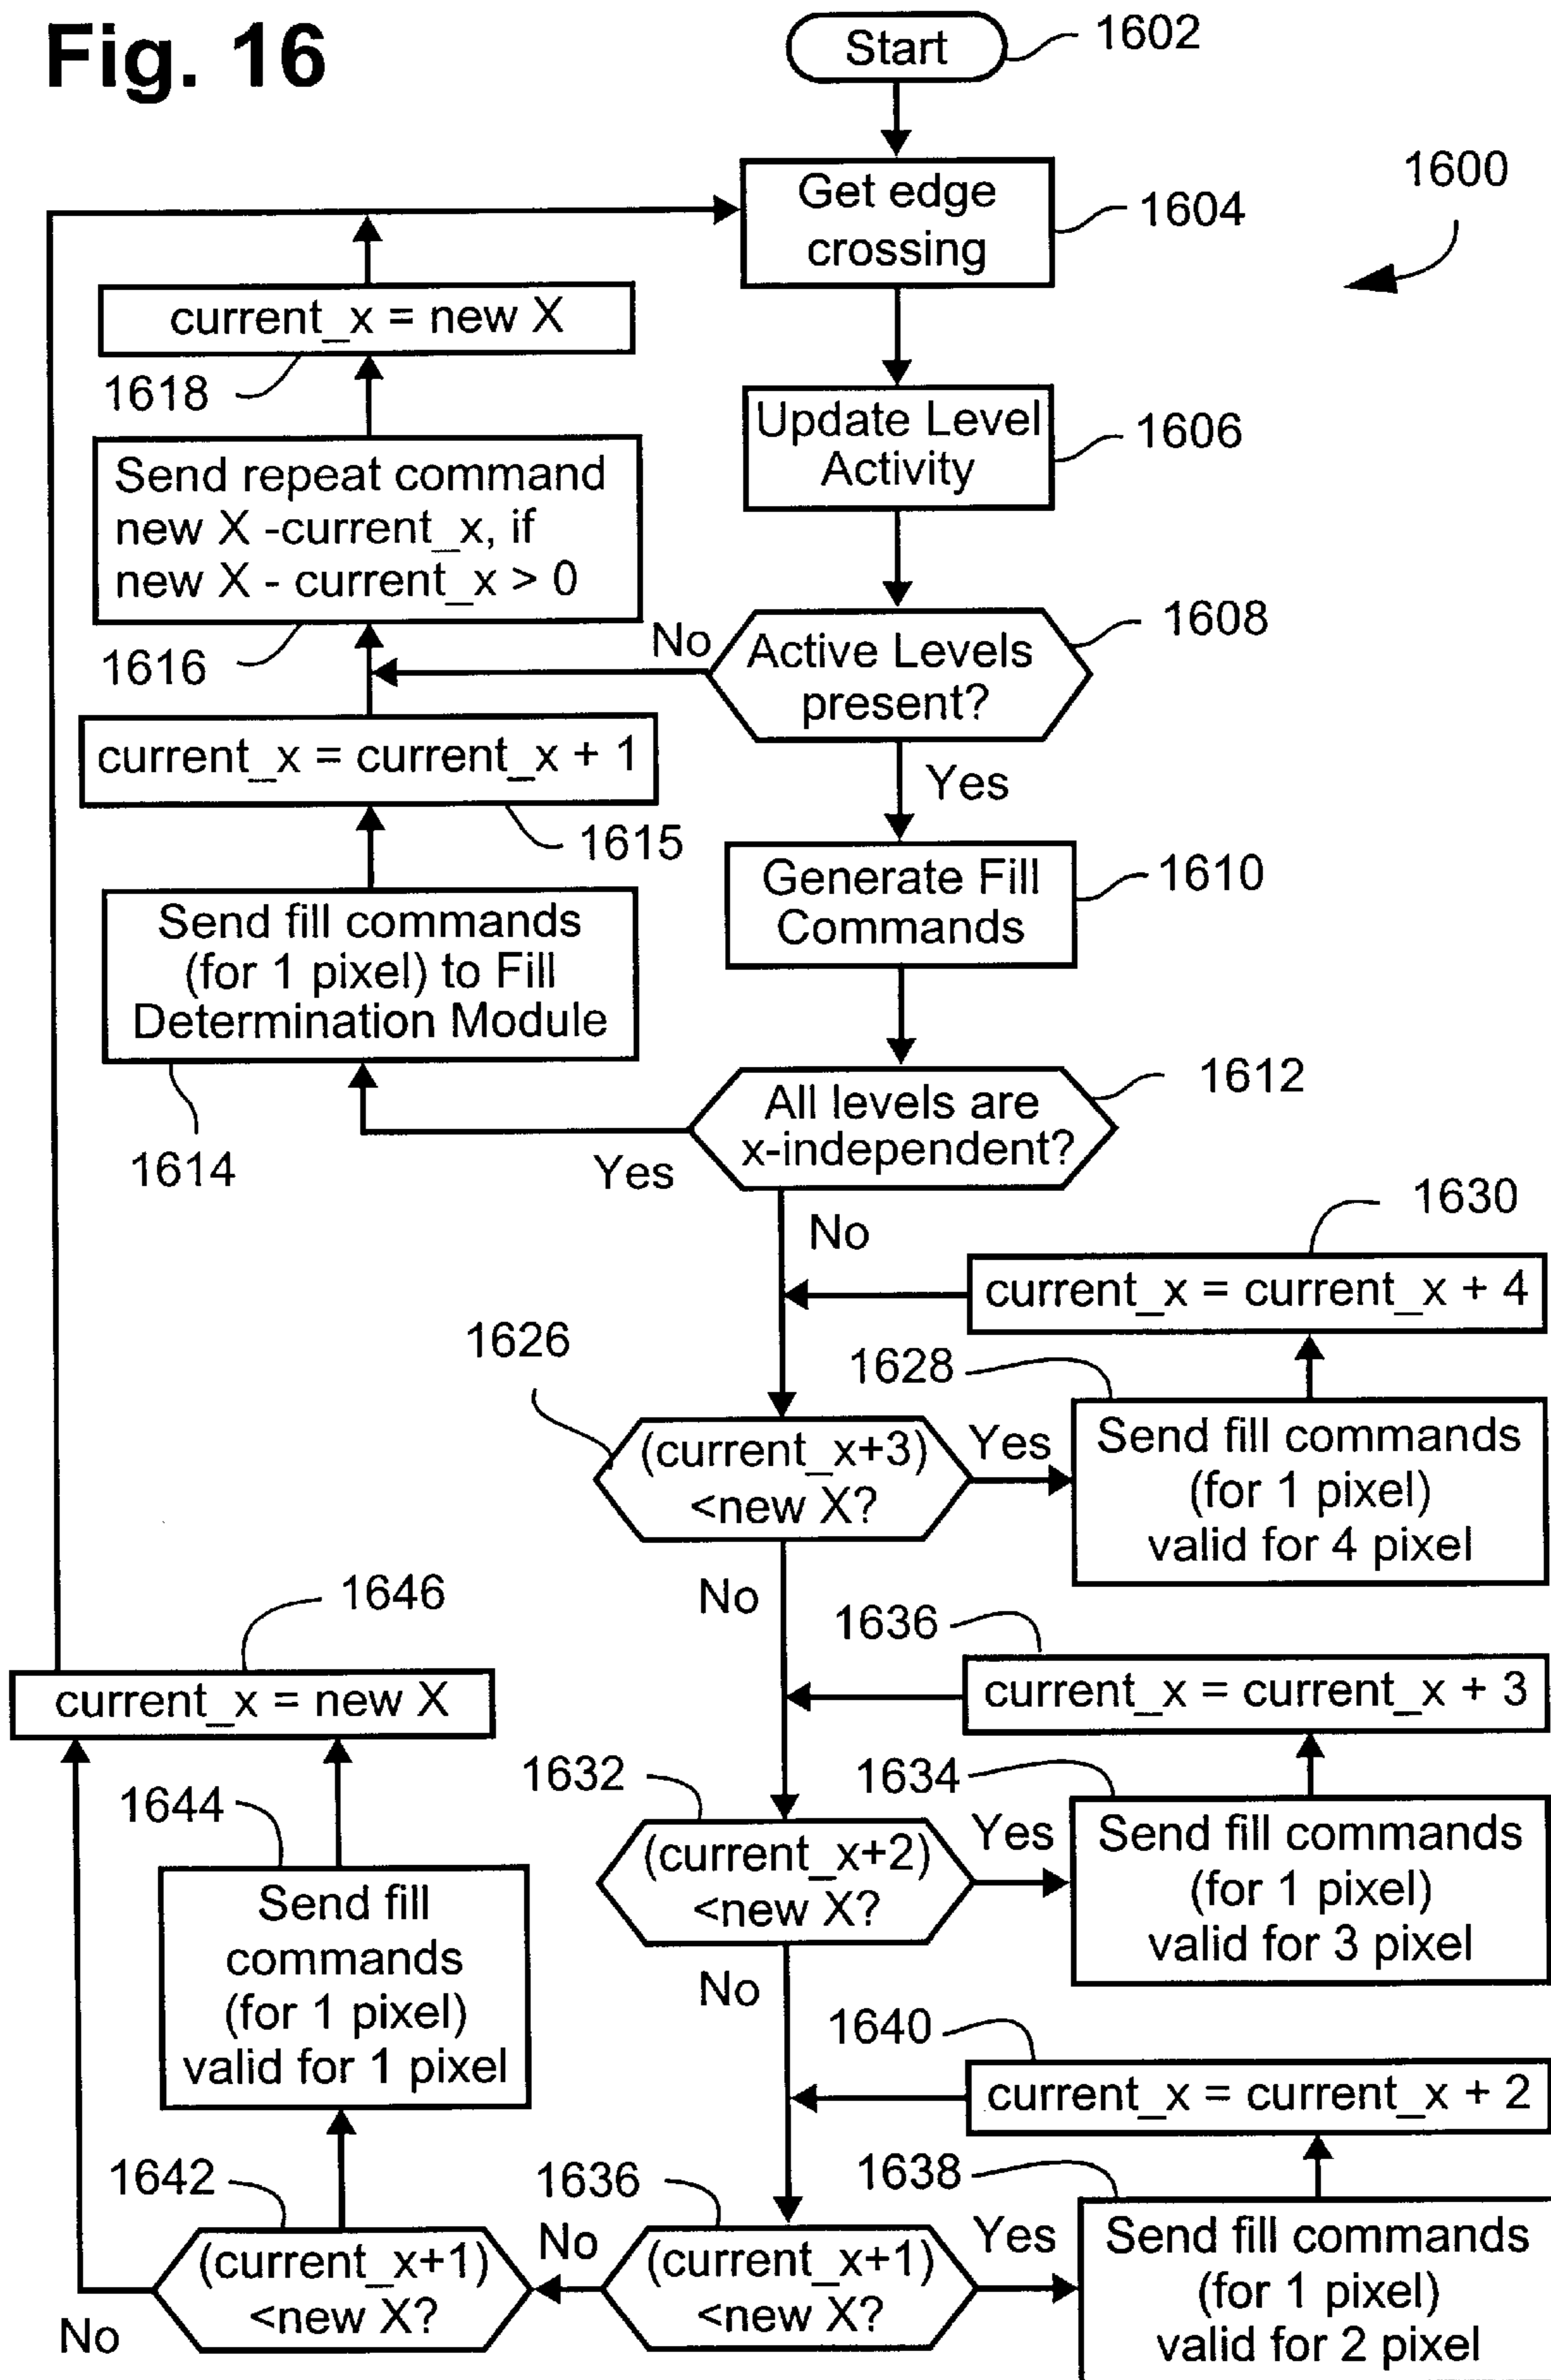 Fig. 16
Start
1602
1600
Get edge
crossing
1604
current_x = new X
1618
Update Level
Activity
1606
Send repeat command
new X -current_x, if
new X - current_x > 0
1616
No
Active Levels
present?
1608
current_x = current_x + 1
1615
Yes
Generate Fill
Commands
1610
Send fill commands
(for 1 pixel) to Fill
Determination Module
1614
All levels are
x-independent?
1612
Yes
No
1630
current_x = current_x + 4
1626
1628
(current_x+3)
<new X?
Yes
Send fill commands
(for 1 pixel)
valid for 4 pixel
No
1646
1636
current_x = new X
current_x = current_x + 3
1632
1634
1644
(current_x+2)
<new X?
Yes
Send fill commands
(for 1 pixel)
valid for 3 pixel
Send fill
commands
(for 1 pixel)
valid for 1 pixel
No
1640
current_x = current_x + 2
1642
1636
1638
(current_x+1)
<new X?
No
No
(current_x+1)
<new X?
Yes
Send fill commands
(for 1 pixel)
valid for 2 pixel